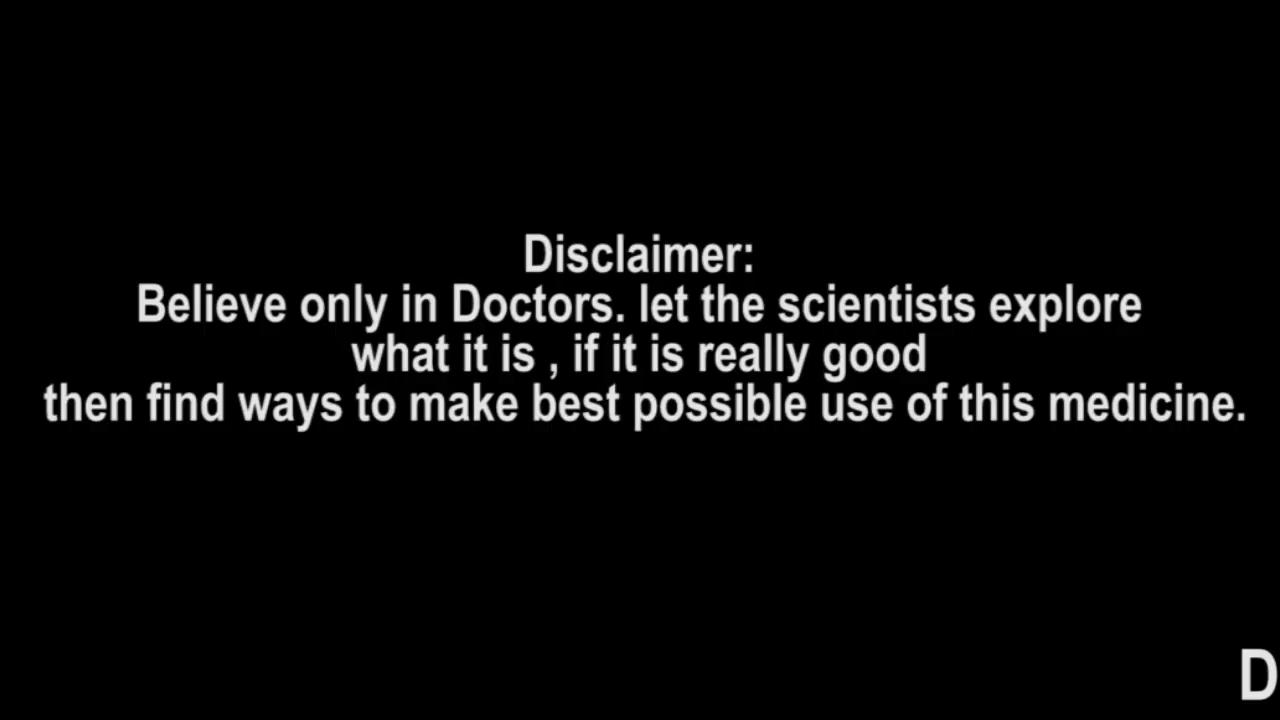 Disclaimer:
Believe only in Doctors. let the scientists explore
what it is , if it is really good
then find ways to make best possible use of this medicine.
D